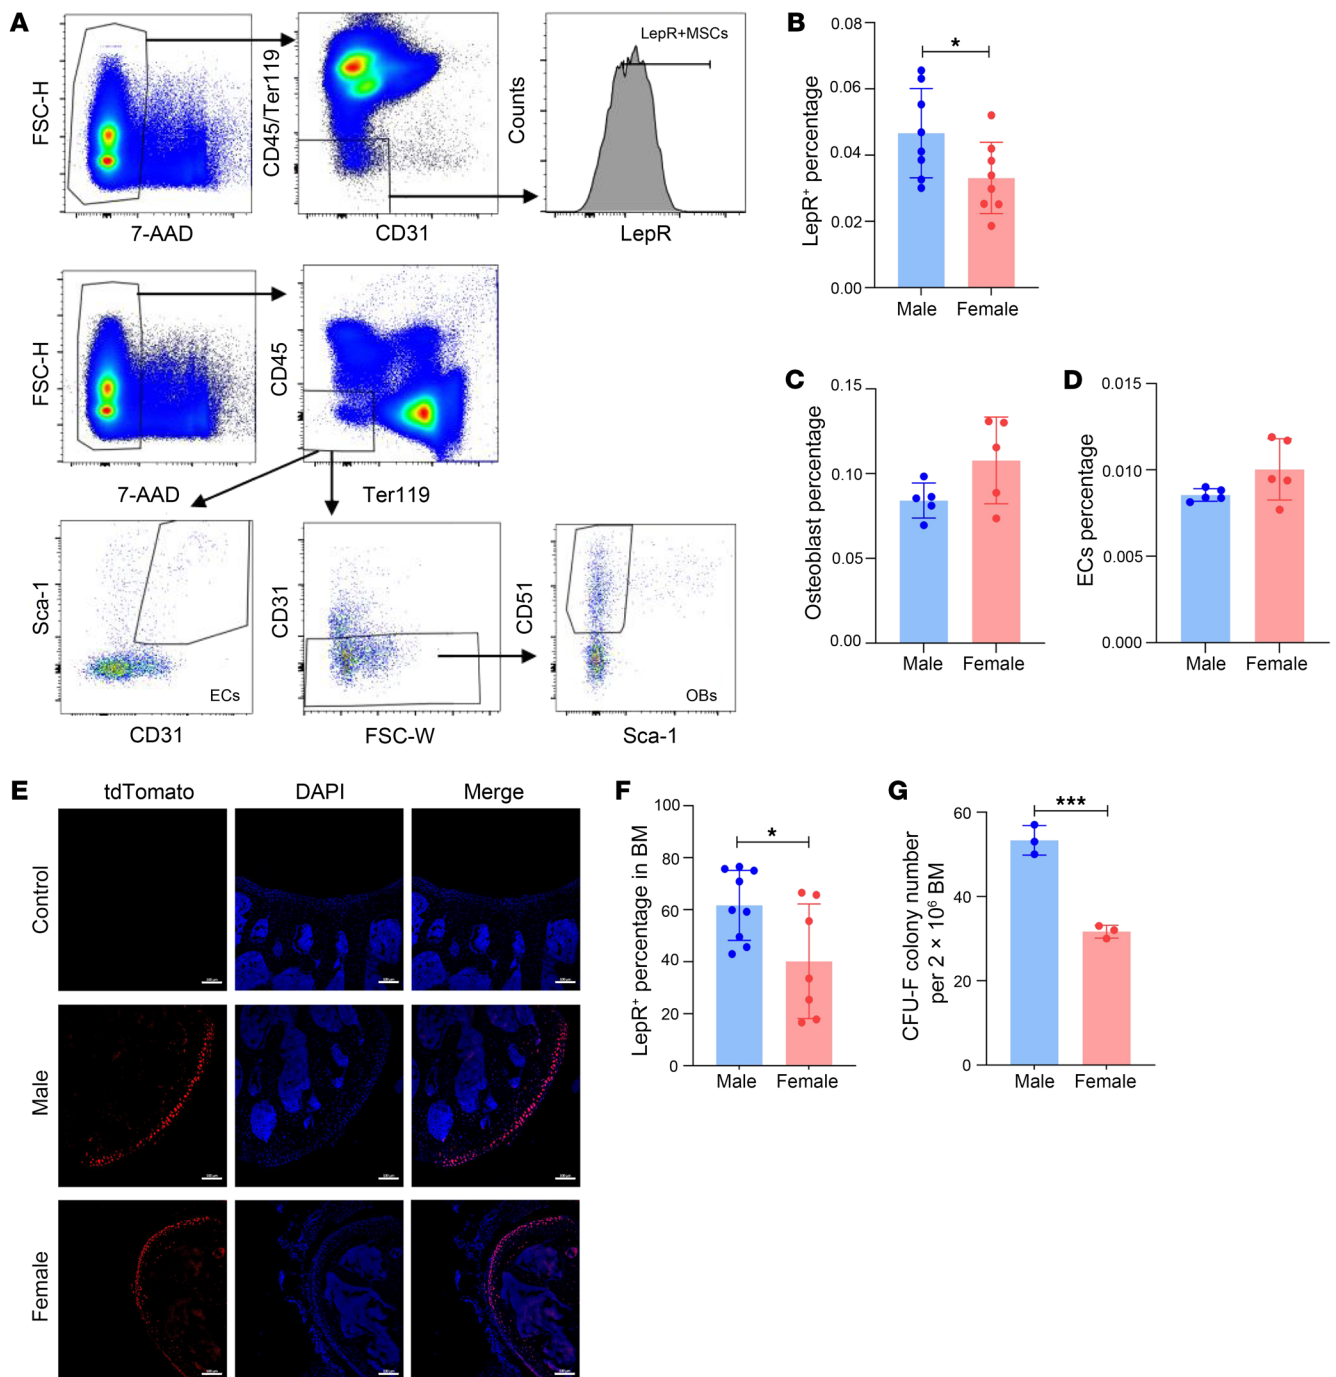 A
FSC-H
7-AAD
CD45/Ter119
CD31
Counts
LepR+MSCs
LepR
FSC-H
7-AAD
CD45
Ter119
Sca-1
ECs
CD31
CD31
FSC-W
CD51
OBs
Sca-1
B
LepR⁺ percentage
0.08
0.06
0.04
0.02
0.00
*
Male Female
C
Osteoblast percentage
0.15
0.10
0.05
0.00
Male Female
D
ECs percentage
0.015
0.010
0.005
0.000
Male Female
E
tdTomato DAPI Merge
Control
Male
Female
F
LepR⁺ percentage in BM
100
80
60
40
20
0
*
Male Female
G
CFU-F colony number
per 2 × 10⁶ BM
60
40
20
0
***
Male Female